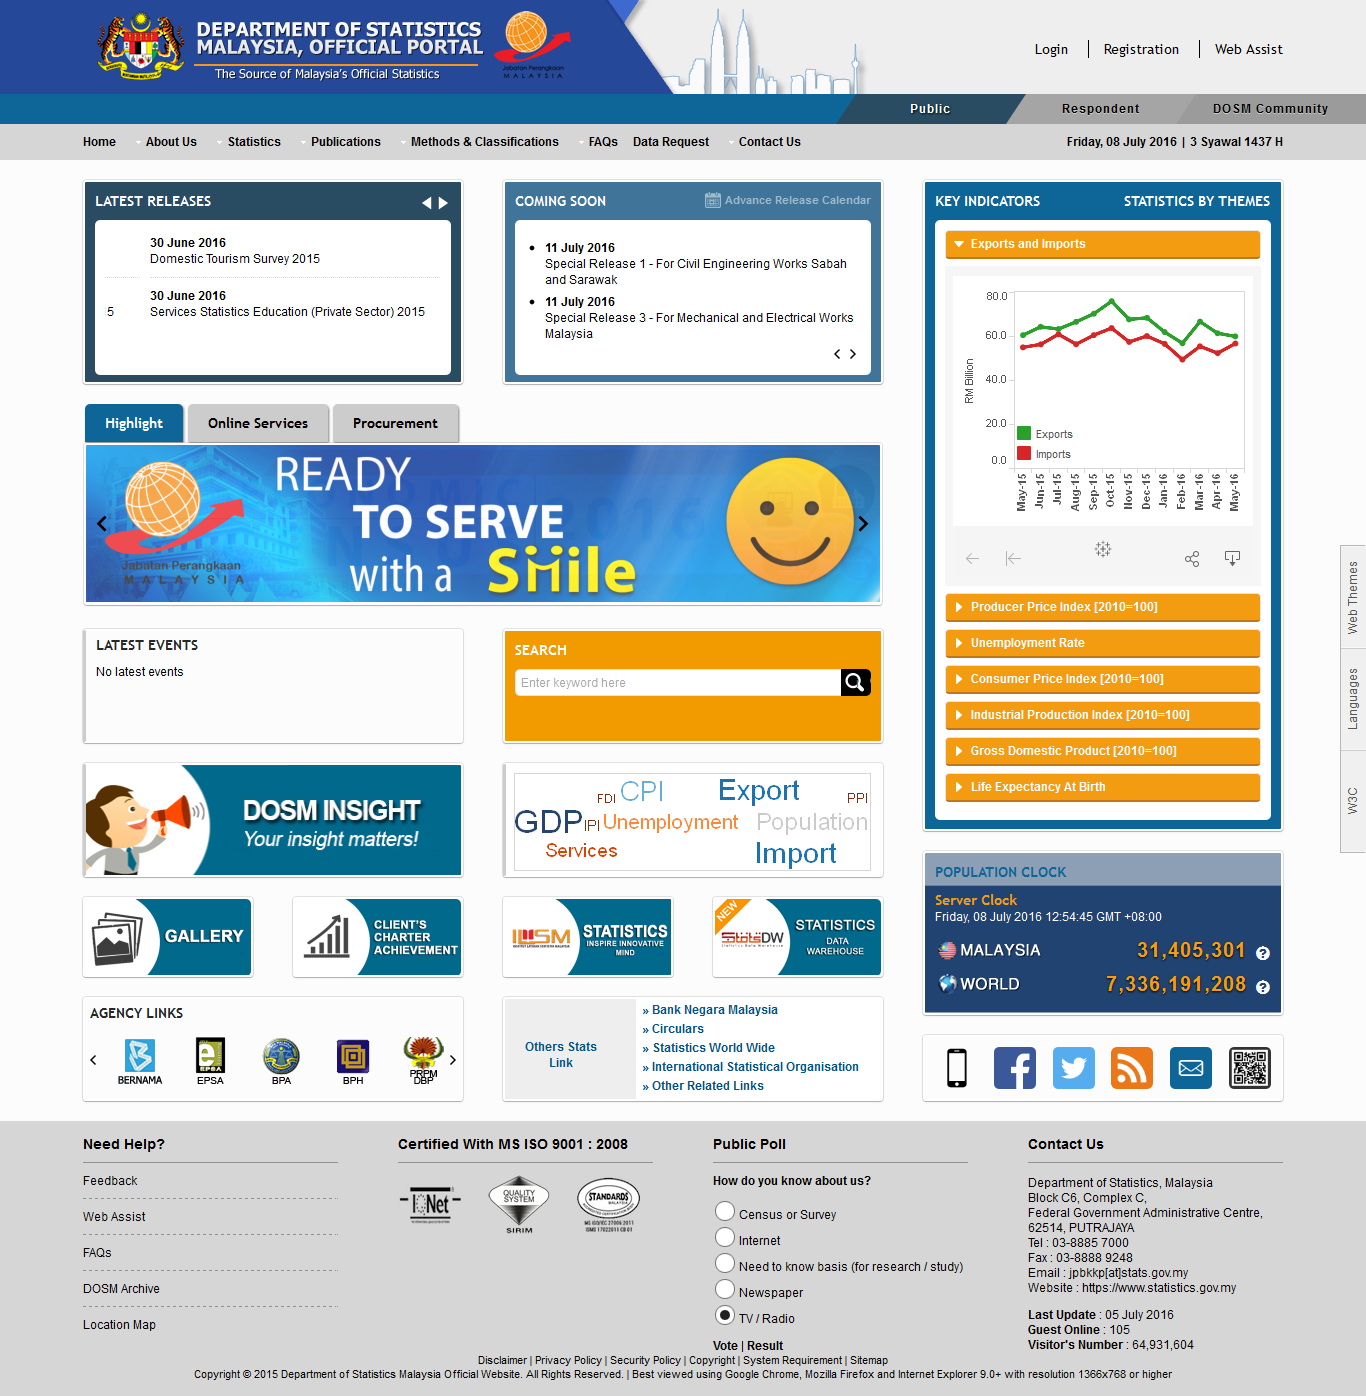 DEPARTMENT OF STATISTICS
MALAYSIA, OFFICIAL PORTAL
The Source of Malaysia's Official Statistics
Jabatan Perangkaan
MALAYSIA
Login
Registration
Web Assist
Public
Respondent
DOSM Community
Home
About Us
Statistics
Publications
Methods & Classifications
FAQs
Data Request
Contact Us
Friday, 08 July 2016 | 3 Syawal 1437 H
LATEST RELEASES
30 June 2016
Domestic Tourism Survey 2015
30 June 2016
5
Services Statistics Education (Private Sector) 2015
COMING SOON
Advance Release Calendar
11 July 2016
Special Release 1 - For Civil Engineering Works Sabah
and Sarawak
11 July 2016
Special Release 3 - For Mechanical and Electrical Works
Malaysia
KEY INDICATORS
STATISTICS BY THEMES
Exports and Imports
80.0
60.0
40.0
20.0
0.0
RM Billion
Exports
Imports
May-15
Jun-15
Jul-15
Aug-15
Sep-15
Oct-15
Nov-15
Dec-15
Jan-16
Feb-16
Mar-16
Apr-16
May-16
Producer Price Index [2010=100]
Unemployment Rate
Consumer Price Index [2010=100]
Industrial Production Index [2010=100]
Gross Domestic Product [2010=100]
Life Expectancy At Birth
Highlight
Online Services
Procurement
Jabatan Perangkaan
MALAYSIA
READY
TO SERVE
with a Smile
Web Themes
Languages
W3C
LATEST EVENTS
No latest events
SEARCH
Enter keyword here
DOSM INSIGHT
Your insight matters!
FDI
CPI
Export
PPI
GDP
IPI
Unemployment
Population
Services
Import
POPULATION CLOCK
Server Clock
Friday, 08 July 2016 12:54:45 GMT +08:00
MALAYSIA
31,405,301
WORLD
7,336,191,208
GALLERY
CLIENT'S
CHARTER
ACHIEVEMENT
STATISTICS
INSPIRE INNOVATIVE
MIND
NEW
StatsDW
Statistics Data Warehouse
STATISTICS
DATA
WAREHOUSE
AGENCY LINKS
BERNAMA
EPSA
BPA
BPH
PRPM
DBP
Others Stats
Link
» Bank Negara Malaysia
» Circulars
» Statistics World Wide
» International Statistical Organisation
» Other Related Links
Need Help?
Feedback
Web Assist
FAQs
DOSM Archive
Location Map
Certified With MS ISO 9001 : 2008
IQNet
QUALITY
SYSTEM
SIRIM
STANDARDS
MALAYSIA
Public Poll
How do you know about us?
Census or Survey
Internet
Need to know basis (for research / study)
Newspaper
TV / Radio
Vote | Result
Contact Us
Department of Statistics, Malaysia
Block C6, Complex C,
Federal Government Administrative Centre,
62514, PUTRAJAYA
Tel : 03-8885 7000
Fax : 03-8888 9248
Email : jpbkkp[at]stats.gov.my
Website : https://www.statistics.gov.my
Last Update : 05 July 2016
Guest Online : 105
Visitor's Number : 64,931,604
Disclaimer | Privacy Policy | Security Policy | Copyright | System Requirement | Sitemap
Copyright © 2015 Department of Statistics Malaysia Official Website. All Rights Reserved. | Best viewed using Google Chrome, Mozilla Firefox and Internet Explorer 9.0+ with resolution 1366x768 or higher